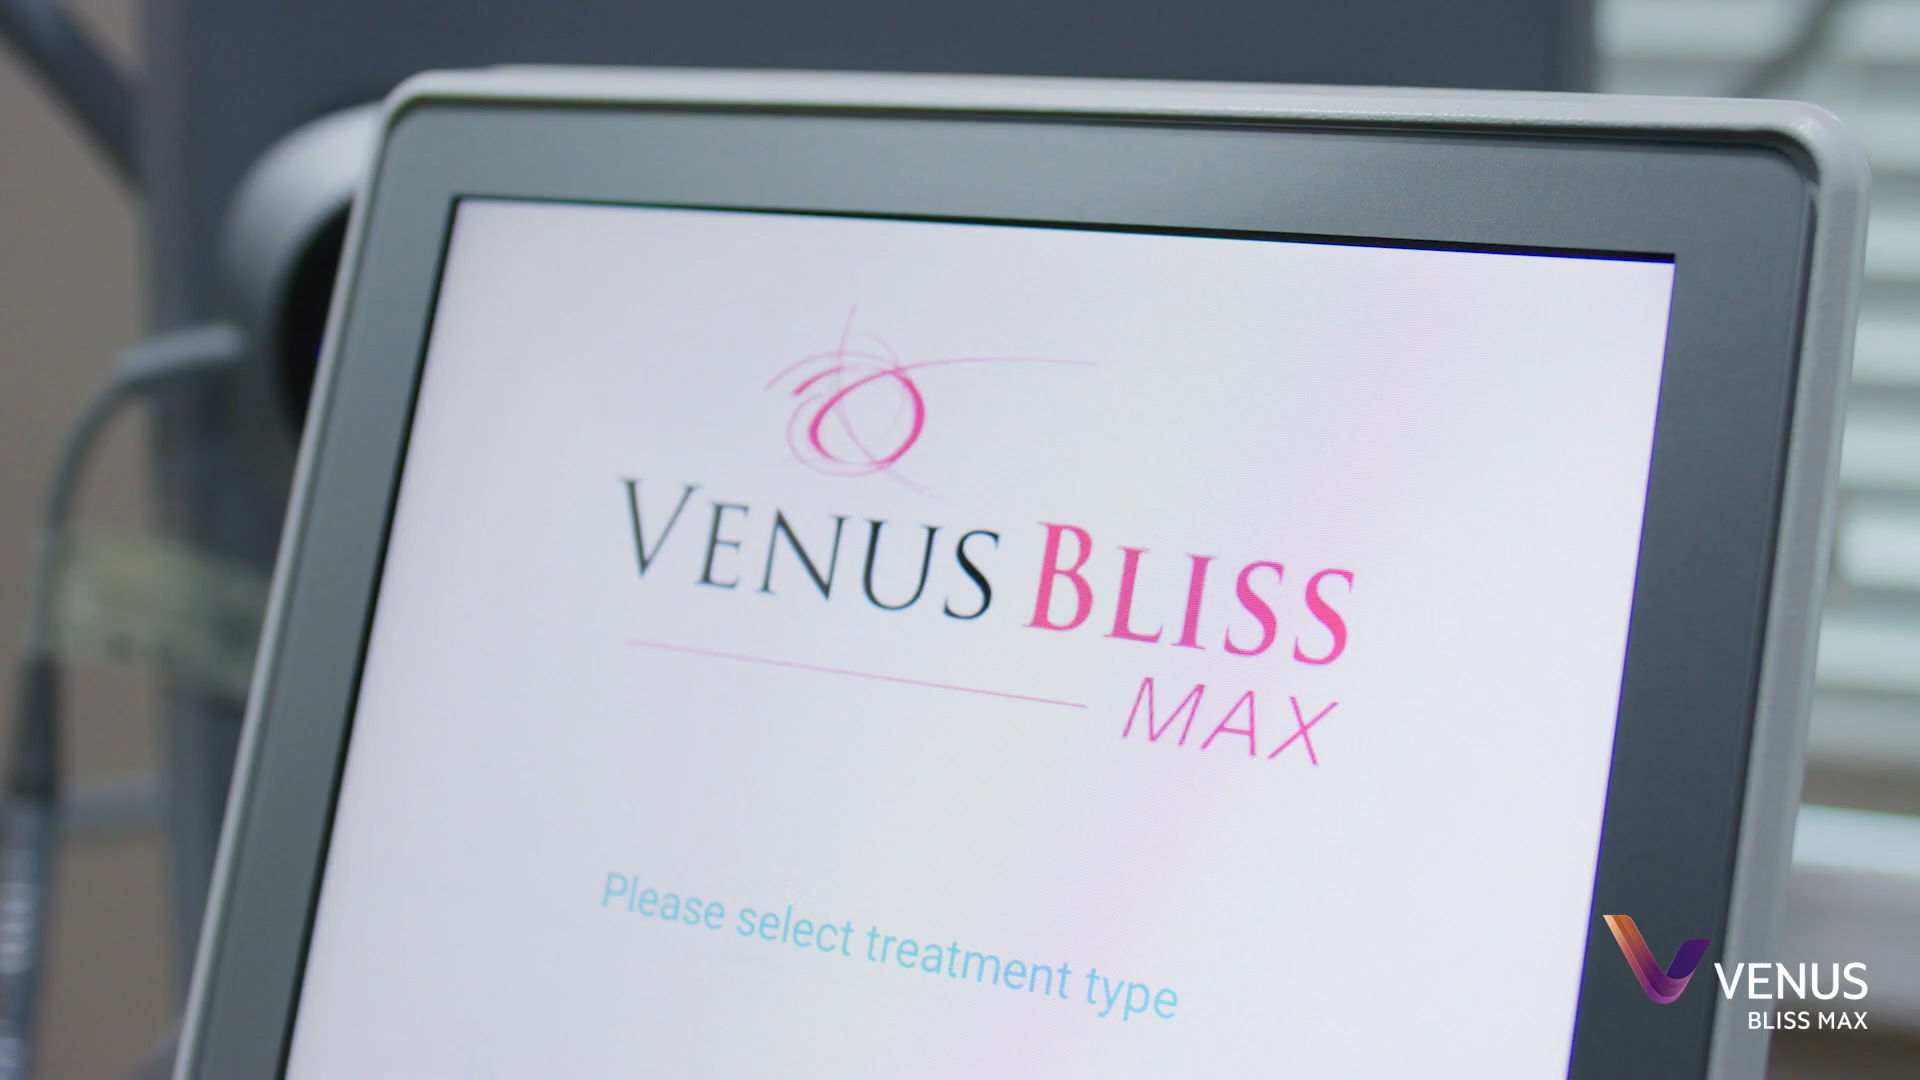 VENUS BLISS
MAX
Please select treatment type
VENUS
BLISS MAX